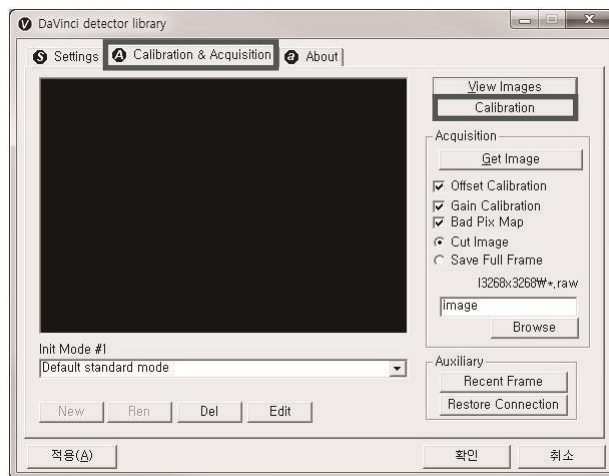 DaVinci detector library
Settings
Calibration & Acquisition
About
View Images
Calibration
Acquisition
Get Image
Offset Calibration
Gain Calibration
Bad Pix Map
Cut Image
Save Full Frame
I3268x3268₩*.raw
image
Browse
Init Mode #1
Default standard mode
New
Ren
Del
Edit
Auxiliary
Recent Frame
Restore Connection
적용(A)
확인
취소